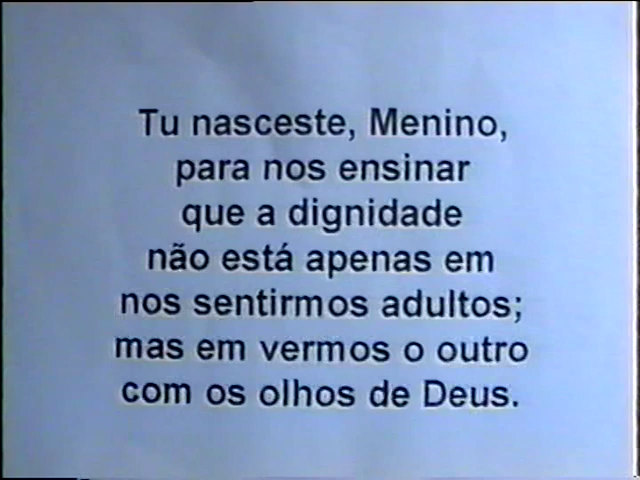 Tu nasceste, Menino,
para nos ensinar
que a dignidade
não está apenas em
nos sentirmos adultos;
mas em vermos o outro
com os olhos de Deus.